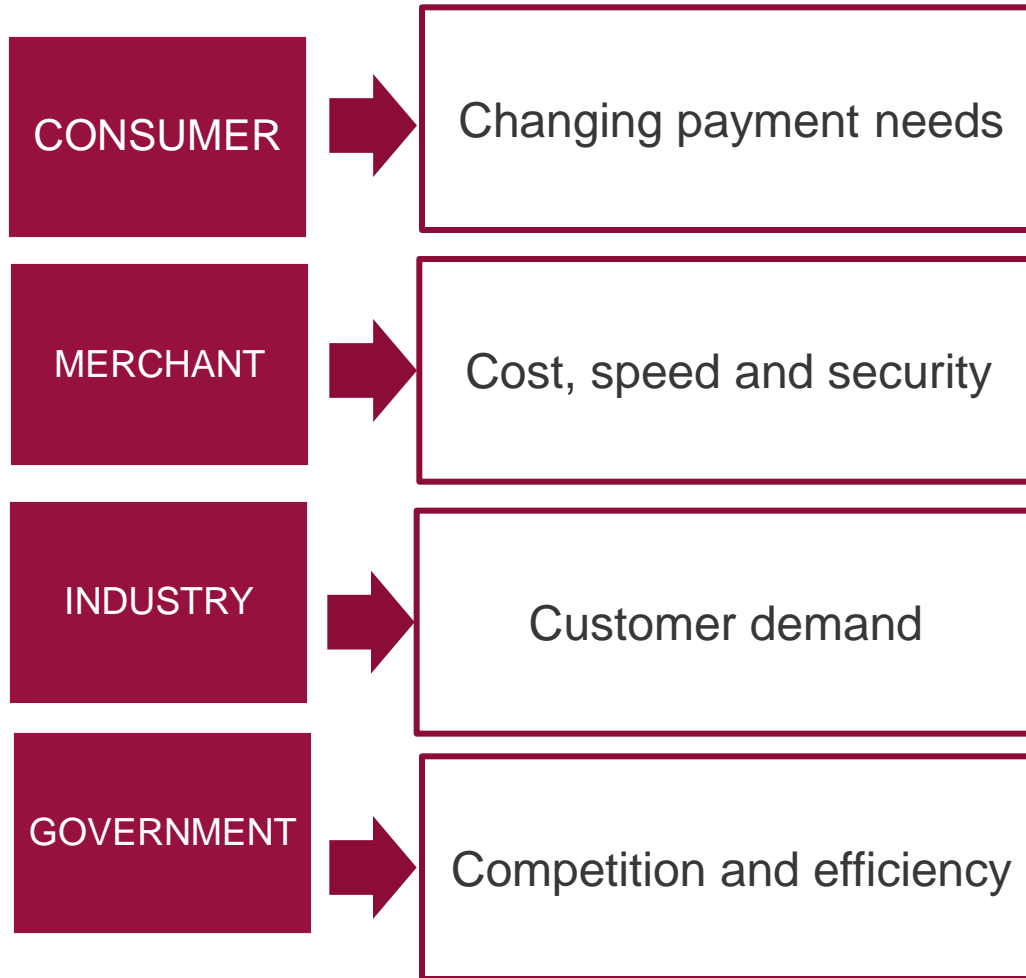 CONSUMER
Changing payment needs
MERCHANT
Cost, speed and security
INDUSTRY
Customer demand
GOVERNMENT
Competition and efficiency